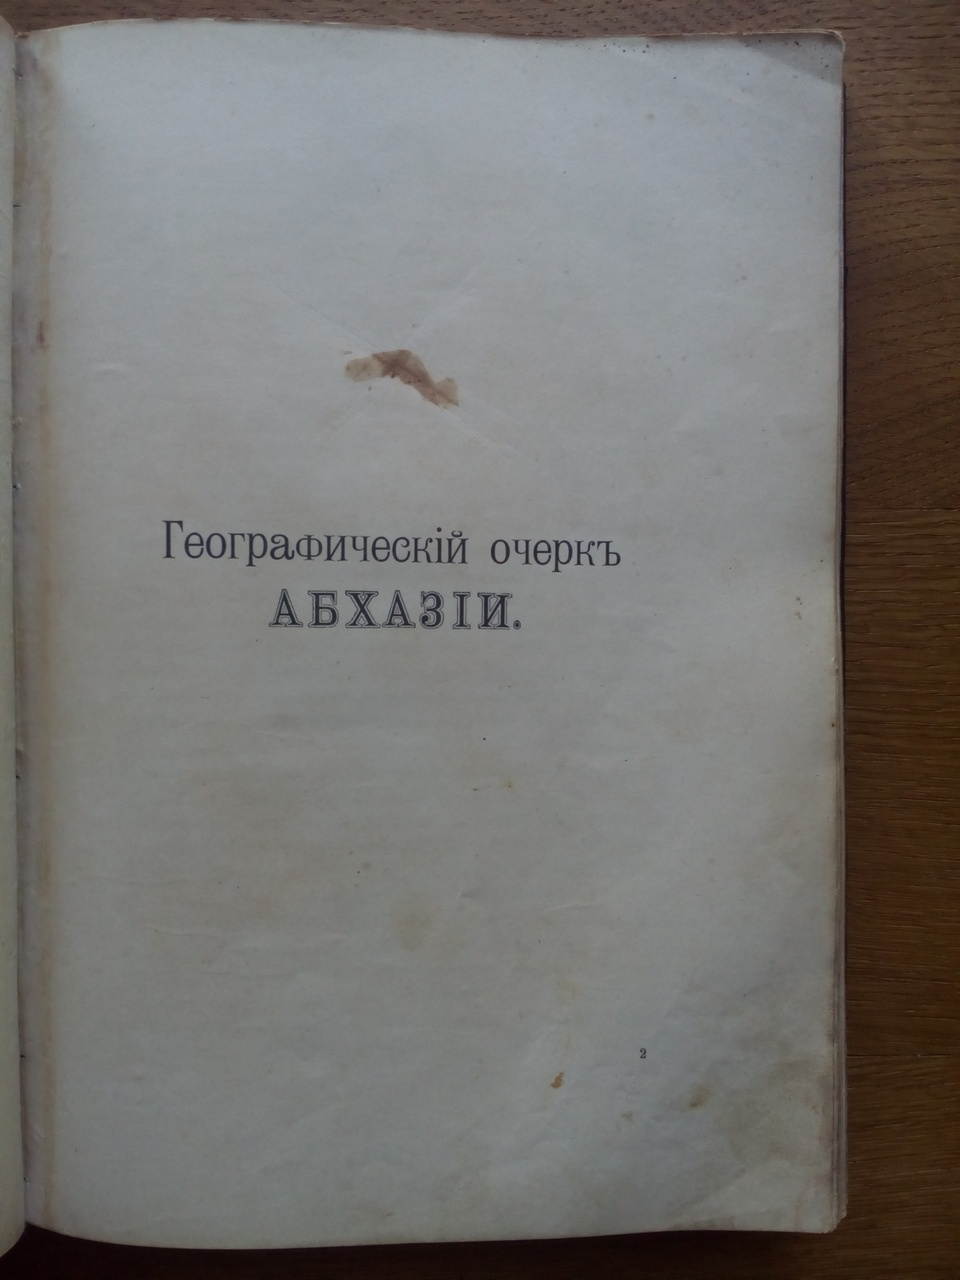 Географическій очеркъ
АБХАЗІИ.
2